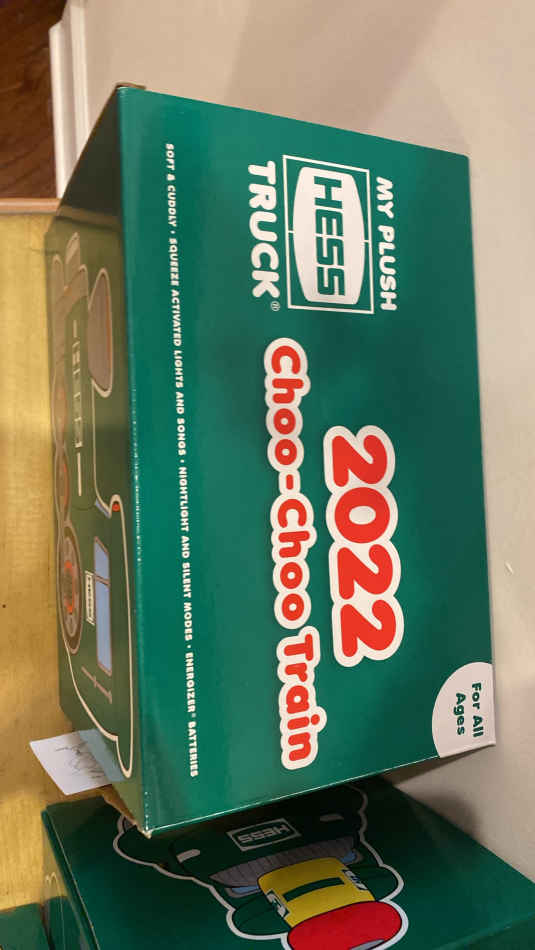 MY PLUSH
HESS
TRUCK®
2022
Choo-Choo Train
For All
Ages
SOFT & CUDDLY • SQUEEZE ACTIVATED LIGHTS AND SONGS • NIGHTLIGHT AND SILENT MODES • ENERGIZER® BATTERIES
HESS